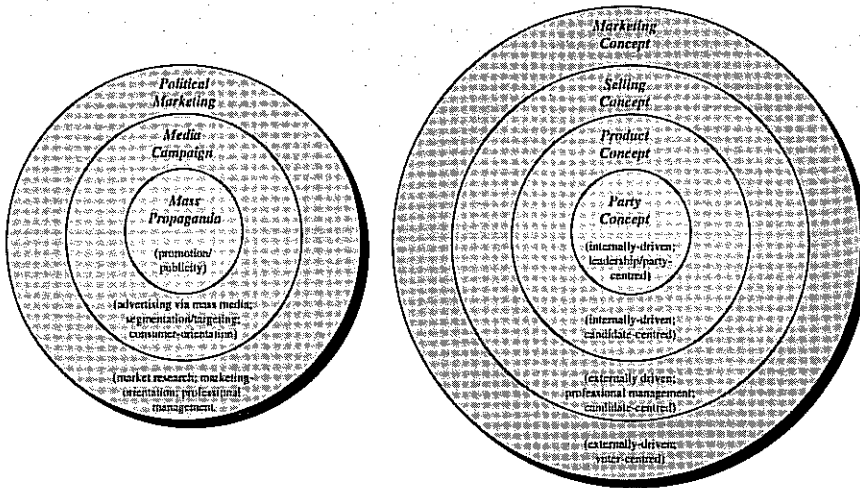 Political
Marketing
Media
Campaign
Mass
Propaganda
(promotion/
publicity)
(advertising via mass media;
segmentation/targeting;
consumer-orientation)
(market research; marketing-
orientation; professional
management.
Marketing
Concept
Selling
Concept
Product
Concept
Party
Concept
(internally-driven;
leadership/party-
centred)
(internally-driven;
candidate-centred)
(externally driven;
professional management;
candidate-centred)
(externally-driven;
voter-centred)